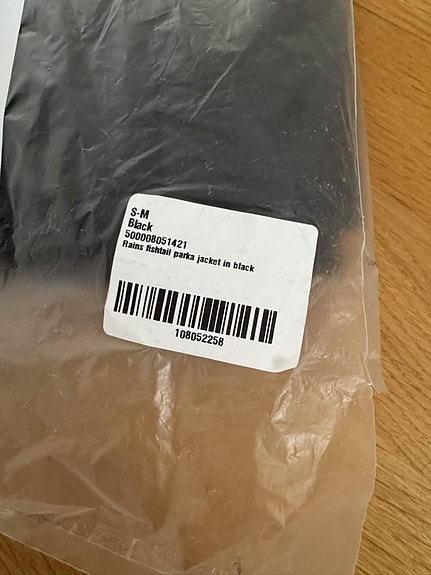 S-M
Black
500008051421
Rains fishtail parka jacket in black
108052258